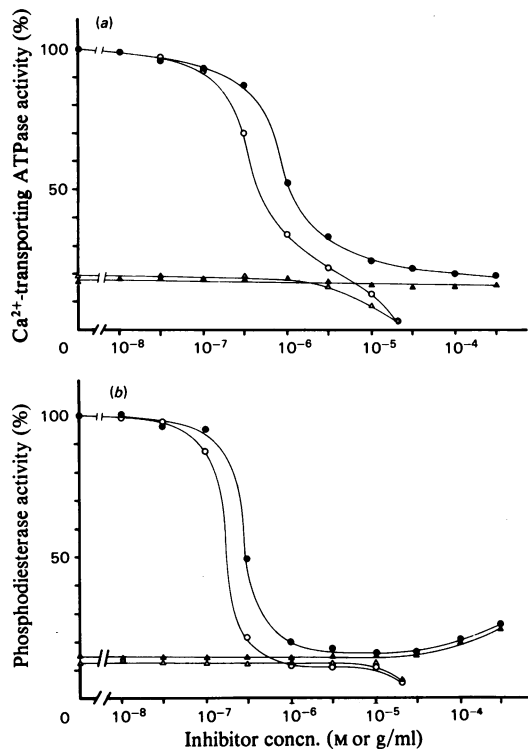 (a)
Ca²⁺-transporting ATPase activity (%)
100
50
0
10⁻⁸ 10⁻⁷ 10⁻⁶ 10⁻⁵ 10⁻⁴
(b)
Phosphodiesterase activity (%)
100
50
0
10⁻⁸ 10⁻⁷ 10⁻⁶ 10⁻⁵ 10⁻⁴
Inhibitor concn. (M or g/ml)